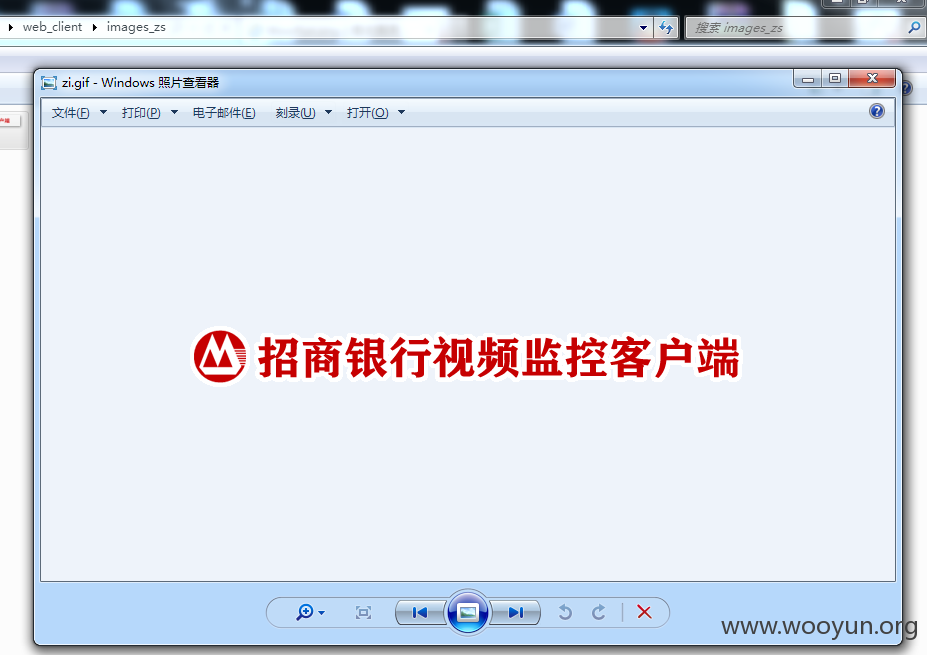 web_client ▸ images_zs
搜索 images_zs
zi.gif - Windows 照片查看器
文件(F) 打印(P) 电子邮件(E) 刻录(U) 打开(O)
招商银行视频监控客户端
www.wooyun.org